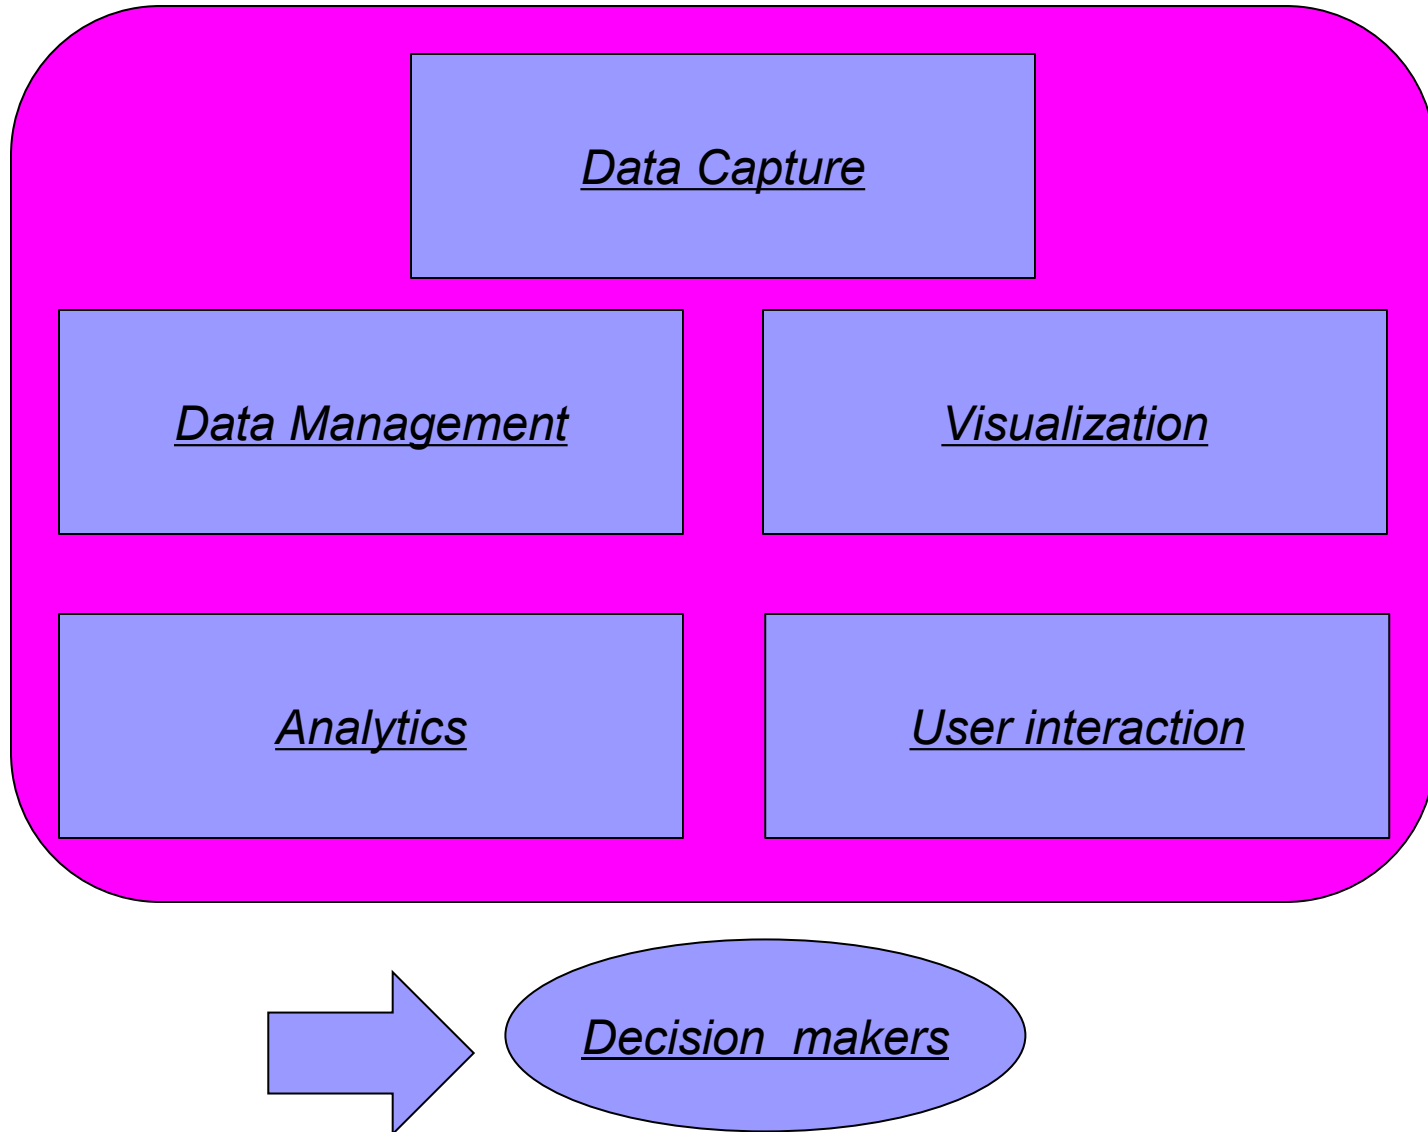 Data Capture
Data Management
Visualization
Analytics
User interaction
Decision  makers